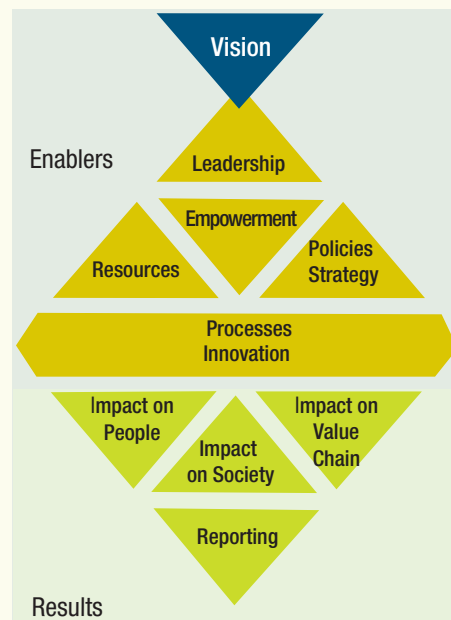 Vision
Enablers
Leadership
Empowerment
Resources
Policies
Strategy
Processes
Innovation
Impact on
People
Impact
on Society
Impact on
Value
Chain
Reporting
Results